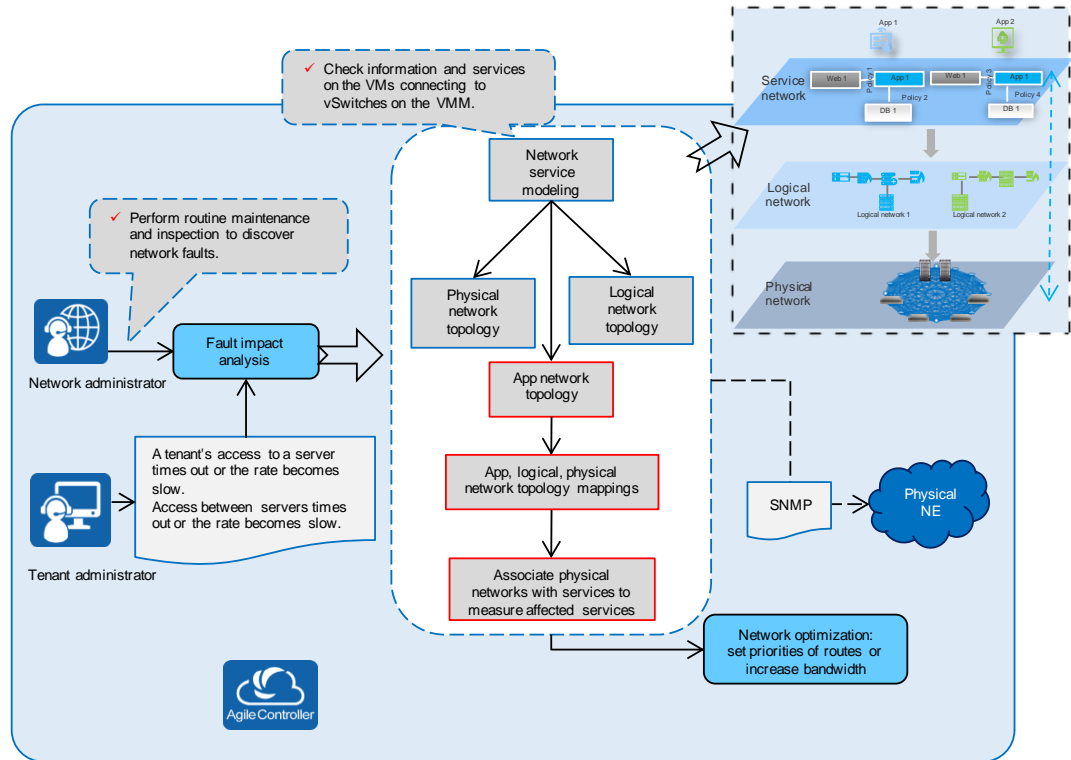 App 1
App 2
✓ Check information and services
on the VMs connecting to
vSwitches on the VMM.
Service
network
Web 1
Policy 1
App 1
Web 1
Policy 3
App 1
Policy 2
Policy 4
DB 1
DB 1
Network
service
modeling
Logical
network
Logical network 1
Logical network 2
✓ Perform routine maintenance
and inspection to discover
network faults.
Physical
network
topology
Logical
network
topology
Physical
network
Fault impact
analysis
Network administrator
App network
topology
A tenant's access to a server
times out or the rate becomes
slow.
Access between servers times
out or the rate becomes slow.
Tenant administrator
App, logical, physical
network topology mappings
SNMP
Physical
NE
Associate physical
networks with services to
measure affected services
Network optimization:
set priorities of routes or
increase bandwidth
Agile Controller